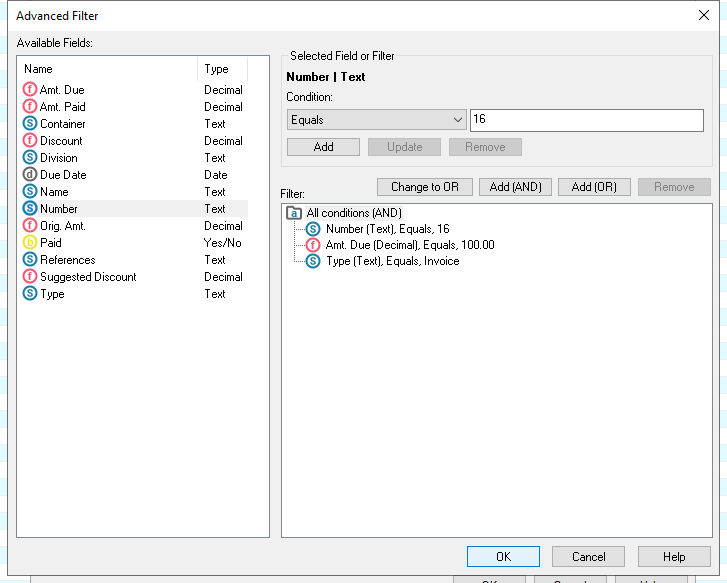 Advanced Filter
Available Fields:
Name Type
f Amt. Due Decimal
f Amt. Paid Decimal
S Container Text
f Discount Decimal
S Division Text
d Due Date Date
S Name Text
S Number Text
f Orig. Amt. Decimal
b Paid Yes/No
S References Text
f Suggested Discount Decimal
S Type Text
Selected Field or Filter
Number | Text
Condition:
Equals 16
Add Update Remove
Filter: Change to OR Add (AND) Add (OR) Remove
a All conditions (AND)
S Number (Text), Equals, 16
f Amt. Due (Decimal), Equals, 100.00
S Type (Text), Equals, Invoice
OK Cancel Help